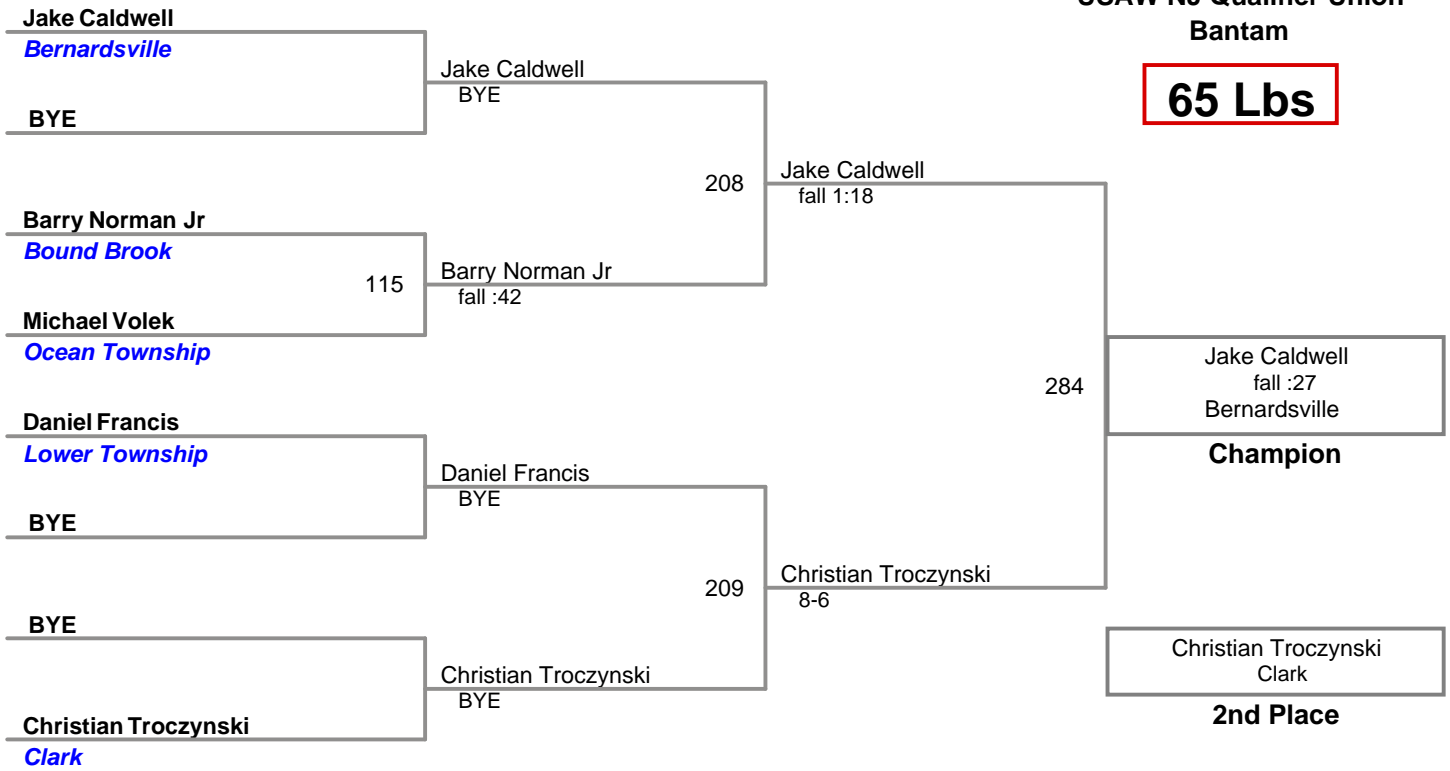 Bantam
65 Lbs
Jake Caldwell
Bernardsville
BYE
Barry Norman Jr
Bound Brook
115
Michael Volek
Ocean Township
Daniel Francis
Lower Township
BYE
BYE
Christian Troczynski
Clark
Jake Caldwell
BYE
208
Barry Norman Jr
fall :42
Daniel Francis
BYE
209
Christian Troczynski
BYE
Jake Caldwell
fall 1:18
284
Christian Troczynski
8-6
Jake Caldwell
fall :27
Bernardsville
Champion
Christian Troczynski
Clark
2nd Place